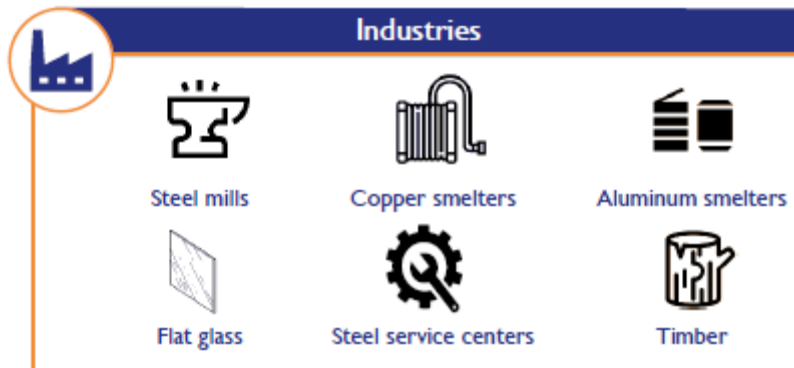 Industries
Steel mills
Copper smelters
Aluminum smelters
Flat glass
Steel service centers
Timber